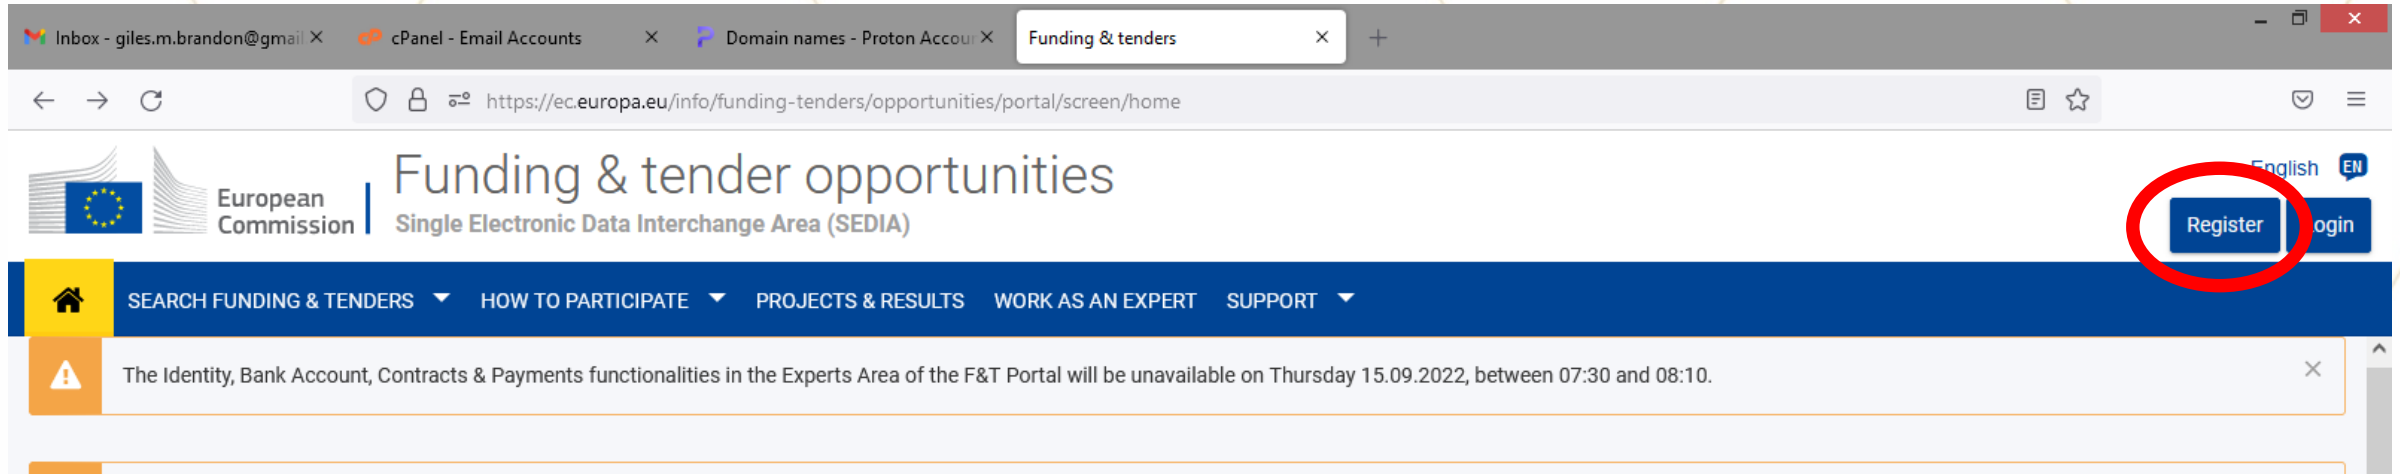 Inbox - giles.m.brandon@gmail
cPanel - Email Accounts
Domain names - Proton Accour
Funding & tenders
https://ec.europa.eu/info/funding-tenders/opportunities/portal/screen/home
European
Commission
Funding & tender opportunities
Single Electronic Data Interchange Area (SEDIA)
English EN
Register
Login
SEARCH FUNDING & TENDERS HOW TO PARTICIPATE PROJECTS & RESULTS WORK AS AN EXPERT SUPPORT
The Identity, Bank Account, Contracts & Payments functionalities in the Experts Area of the F&T Portal will be unavailable on Thursday 15.09.2022, between 07:30 and 08:10.